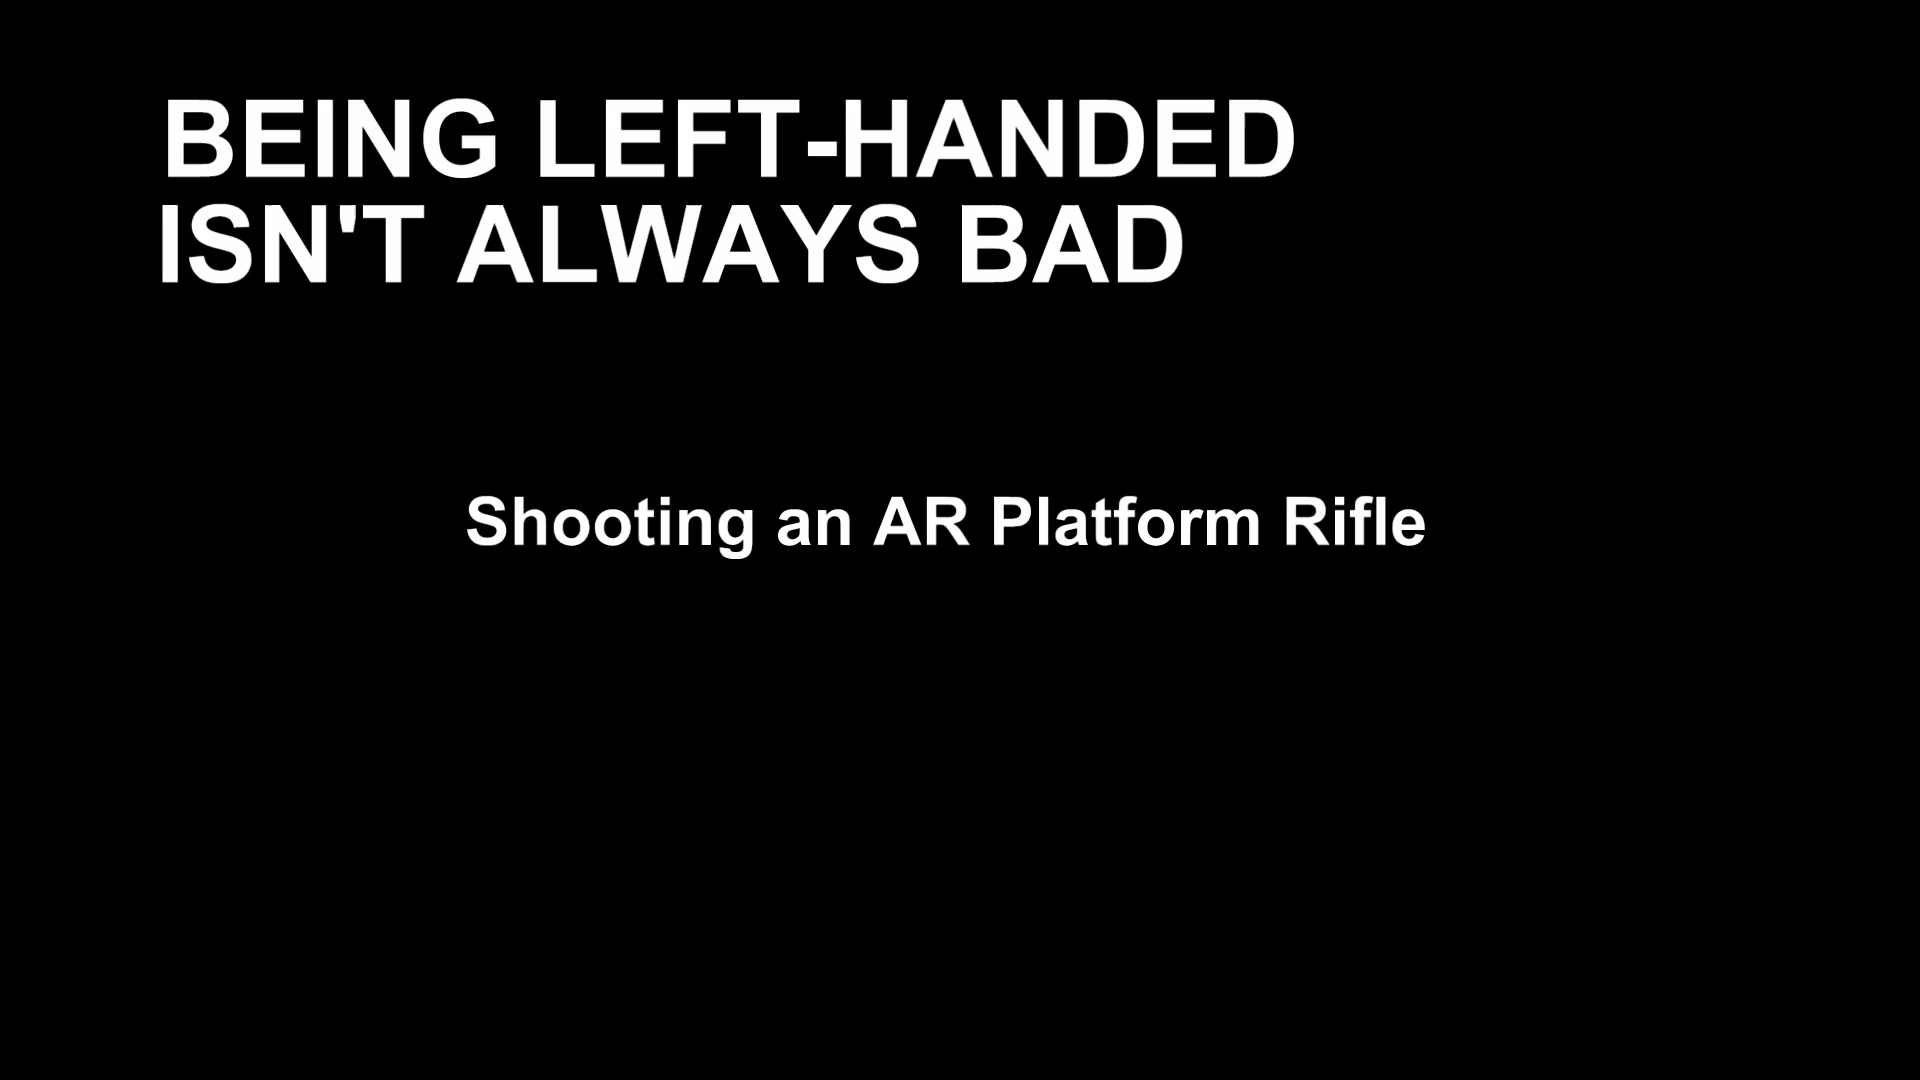 BEING LEFT-HANDED
ISN'T ALWAYS BAD
Shooting an AR Platform Rifle